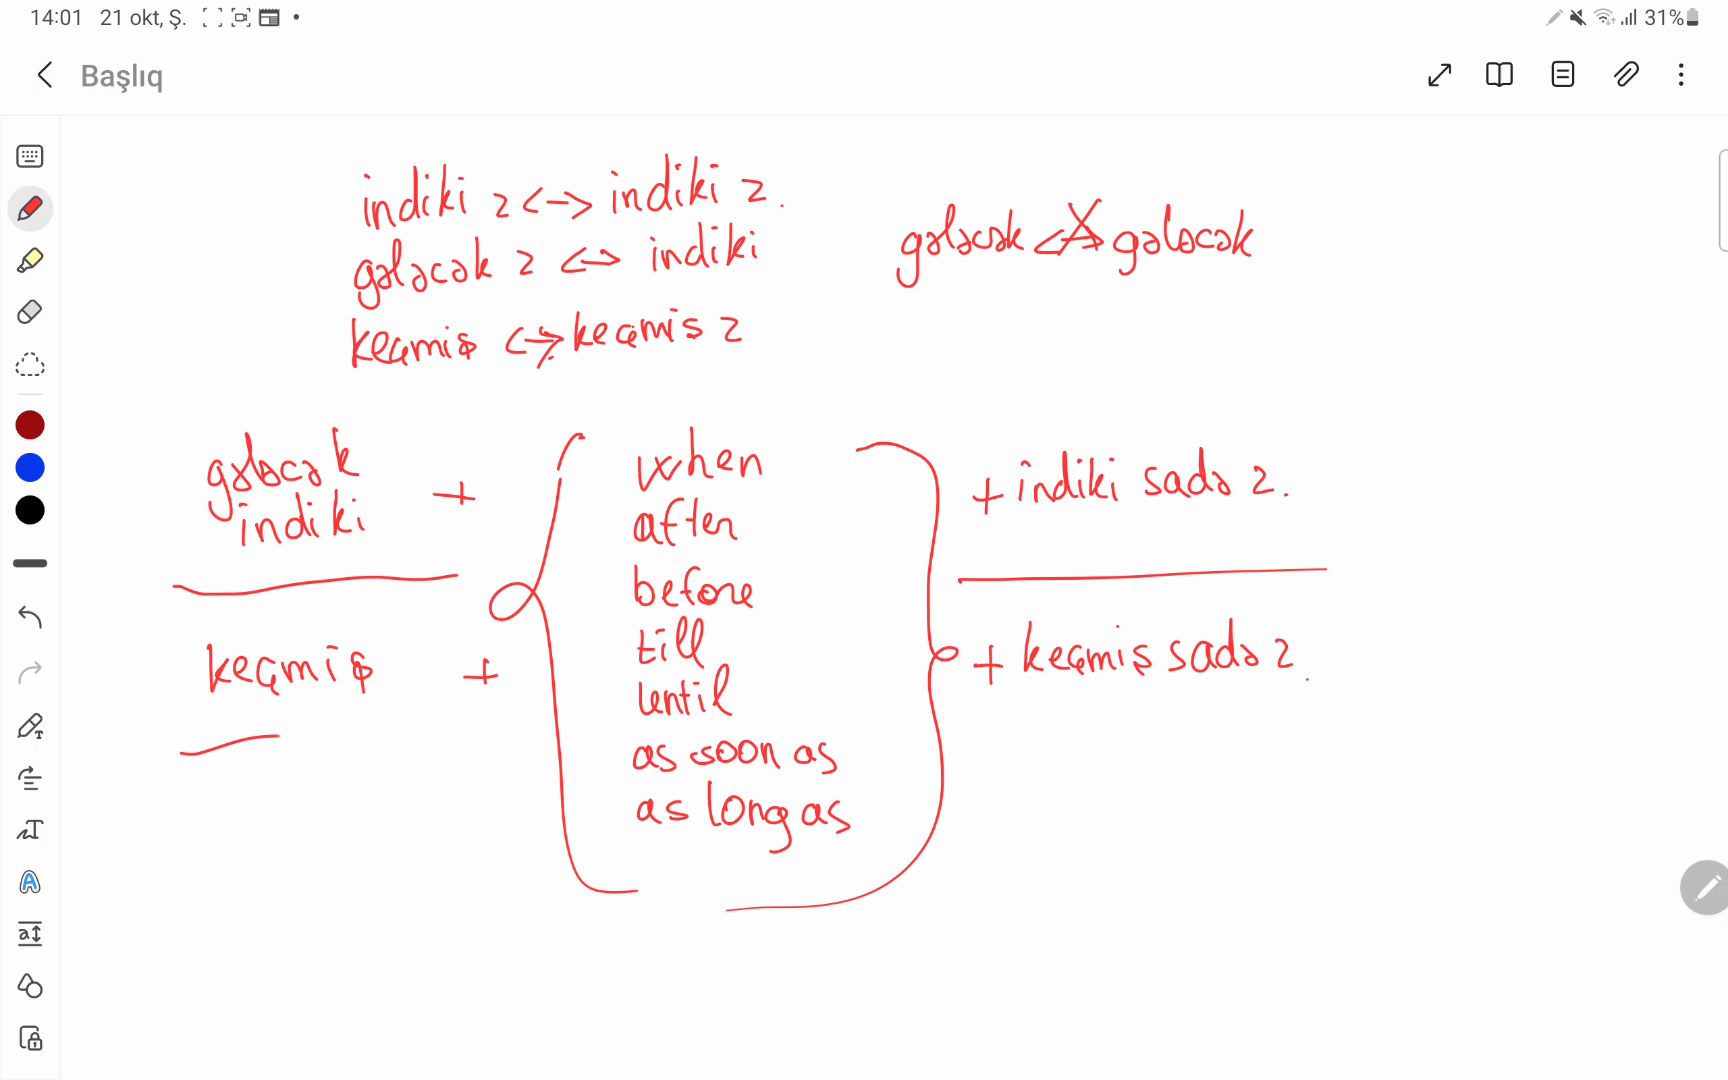 14:01 21 okt, Ş. 31%
Başlıq
indiki z <-> indiki z.
gələcək z <=> indiki
keçmiş <-> keçmiş z
gələcək <X> gələcək
gələcək
indiki +
keçmiş +
when
after
before
till
until
as soon as
as long as
+ indiki sadə z.
+ keçmiş sadə z.